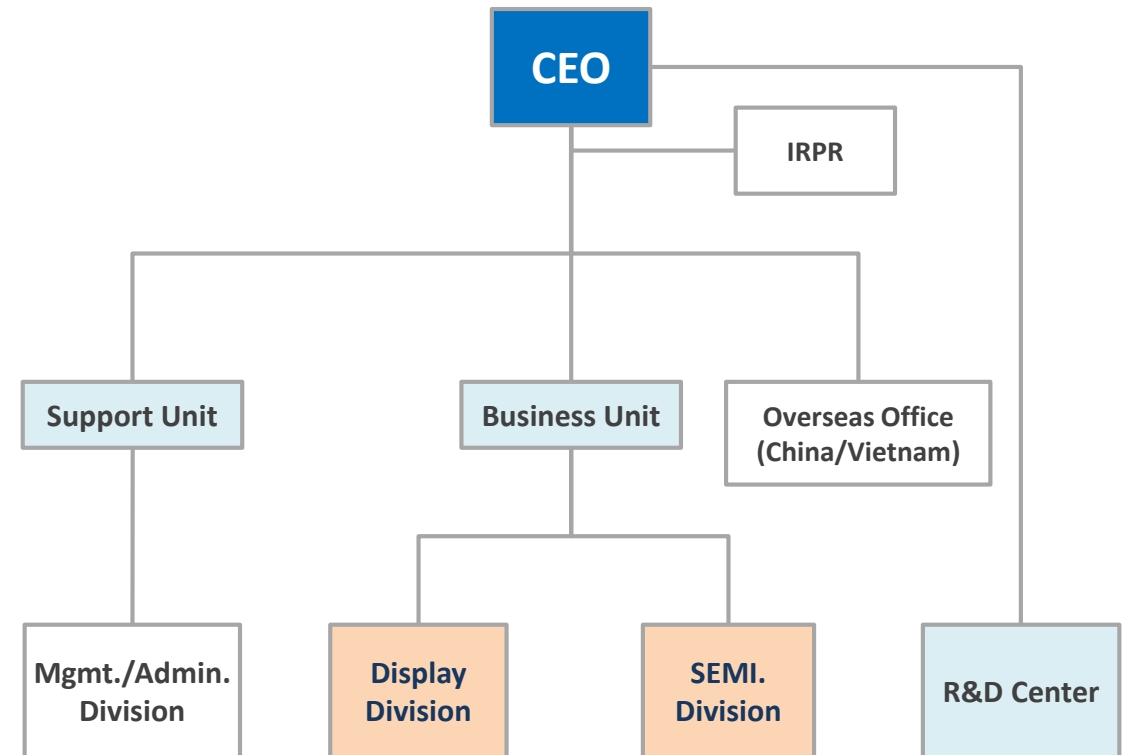 CEO
IRPR
Support Unit
Business Unit
Overseas Office
(China/Vietnam)
Mgmt./Admin.
Division
Display
Division
SEMI.
Division
R&D Center